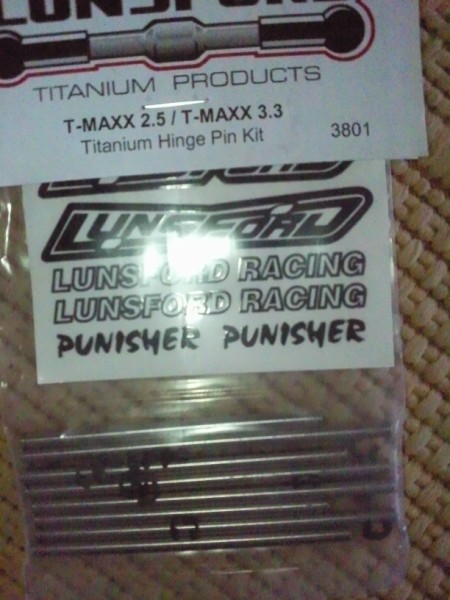 LUNSFORD
TITANIUM PRODUCTS
T-MAXX 2.5 / T-MAXX 3.3
Titanium Hinge Pin Kit
3801
LUNSFORD
LUNSFORD RACING
LUNSFORD RACING
PUNISHER PUNISHER